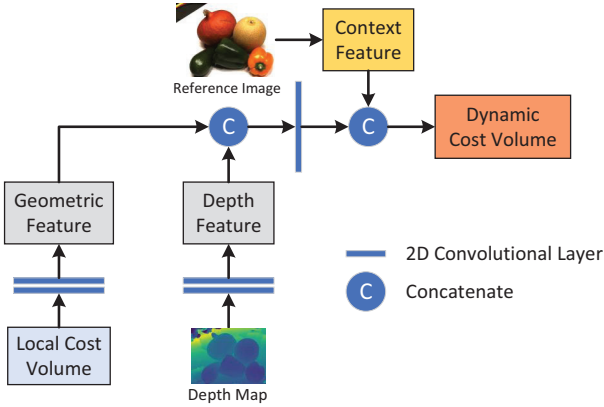 Reference Image
Context
Feature
C
C
Dynamic
Cost Volume
Geometric
Feature
Depth
Feature
2D Convolutional Layer
C
Concatenate
Local Cost
Volume
Depth Map